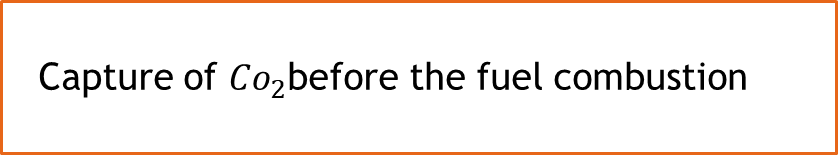 Capture of Co₂before the fuel combustion